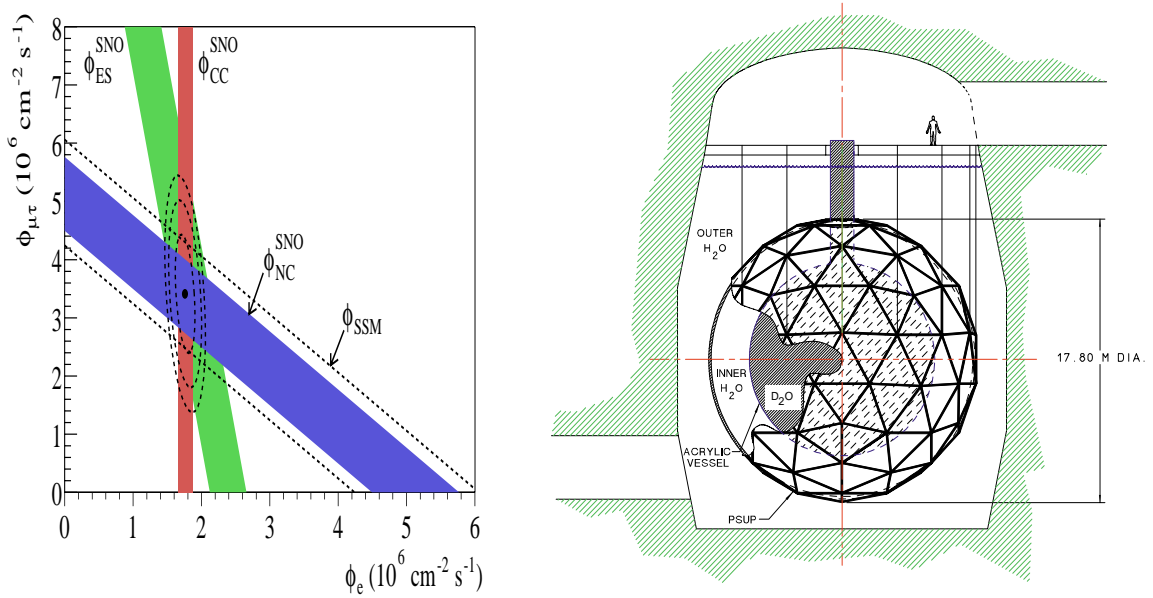 ϕ_μτ (10^6 cm^-2 s^-1)
8
7
6
5
4
3
2
1
0
ϕ_ES^SNO
ϕ_CC^SNO
ϕ_NC^SNO
ϕ_SSM
0 1 2 3 4 5 6
ϕ_e (10^6 cm^-2 s^-1)
OUTER
H₂O
INNER
H₂O
D₂O
ACRYLIC
VESSEL
PSUP
17.80 M DIA.